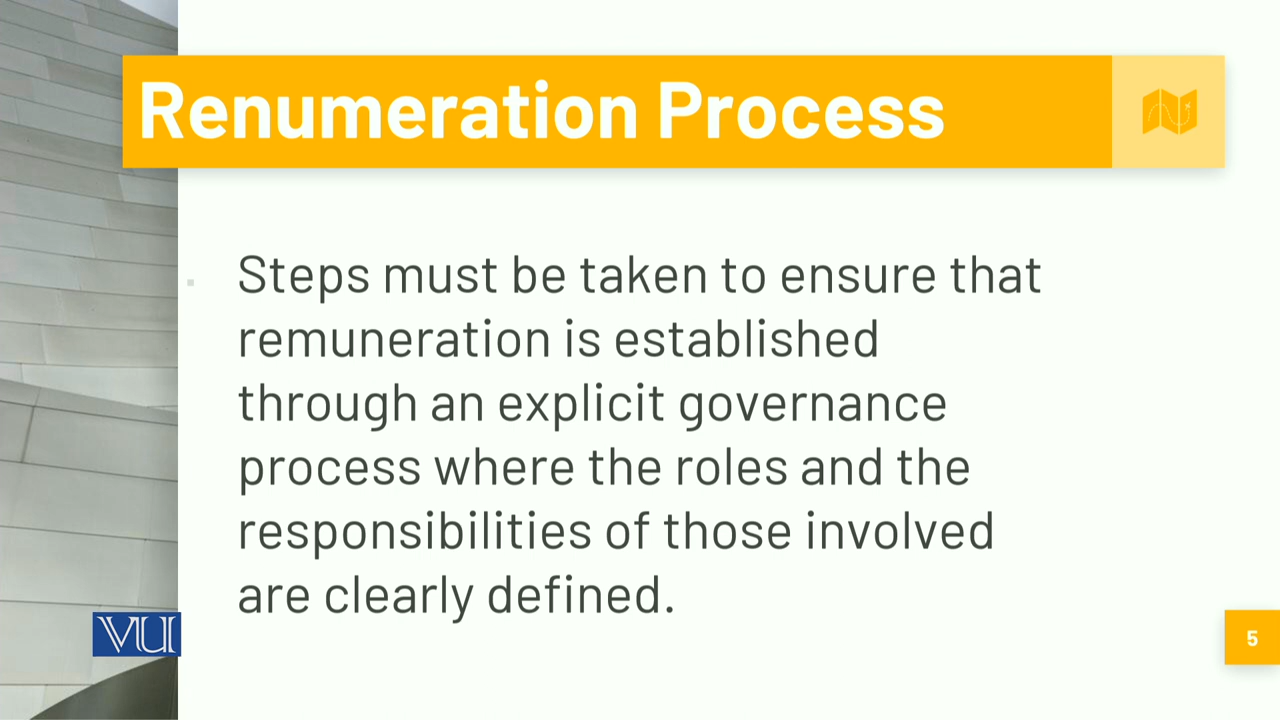 Renumeration Process
Steps must be taken to ensure that
remuneration is established
through an explicit governance
process where the roles and the
responsibilities of those involved
are clearly defined.
VU
5